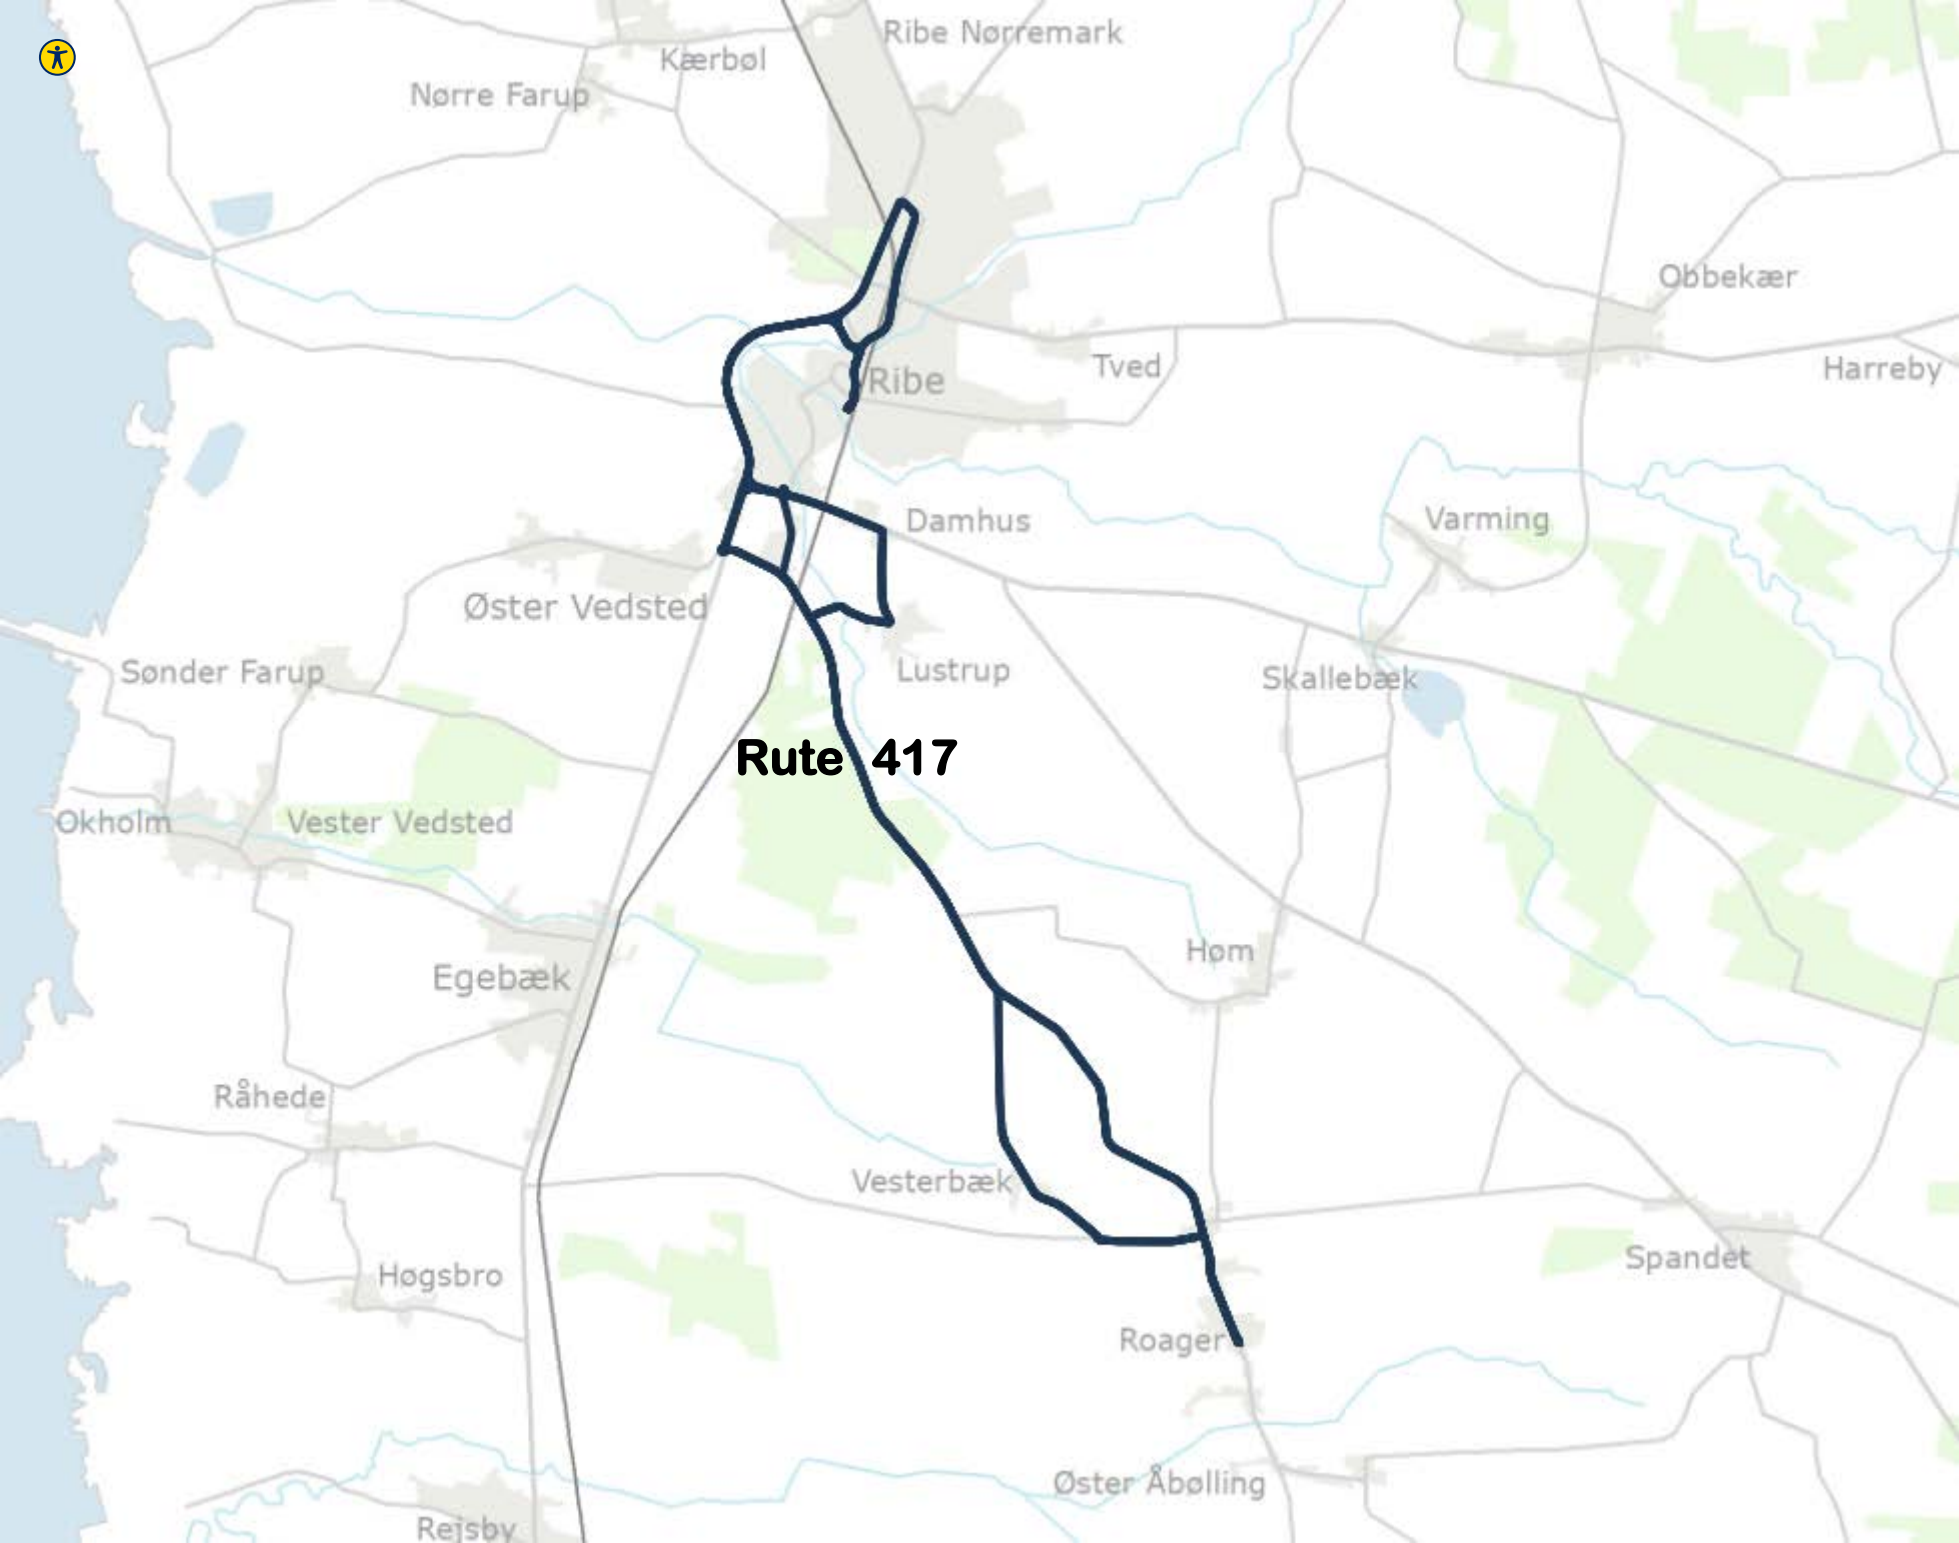 Ribe Nørremark
Kærbøl
Nørre Farup
Obbekær
Tved
Harreby
Ribe
Damhus
Varming
Øster Vedsted
Lustrup
Skallebæk
Sønder Farup
Rute 417
Okholm
Vester Vedsted
Høm
Egebæk
Råhede
Vesterbæk
Spandet
Høgsbro
Roager
Øster Åbølling
Rejsby